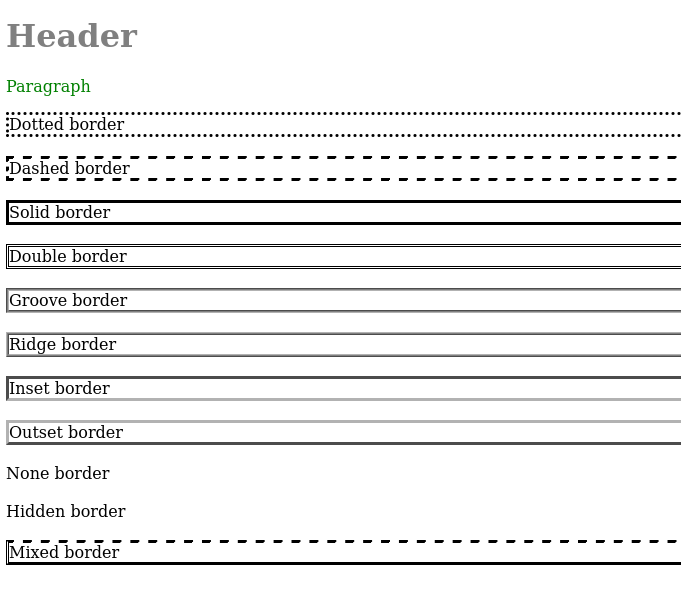 Header
Paragraph
Dotted border
Dashed border
Solid border
Double border
Groove border
Ridge border
Inset border
Outset border
None border
Hidden border
Mixed border